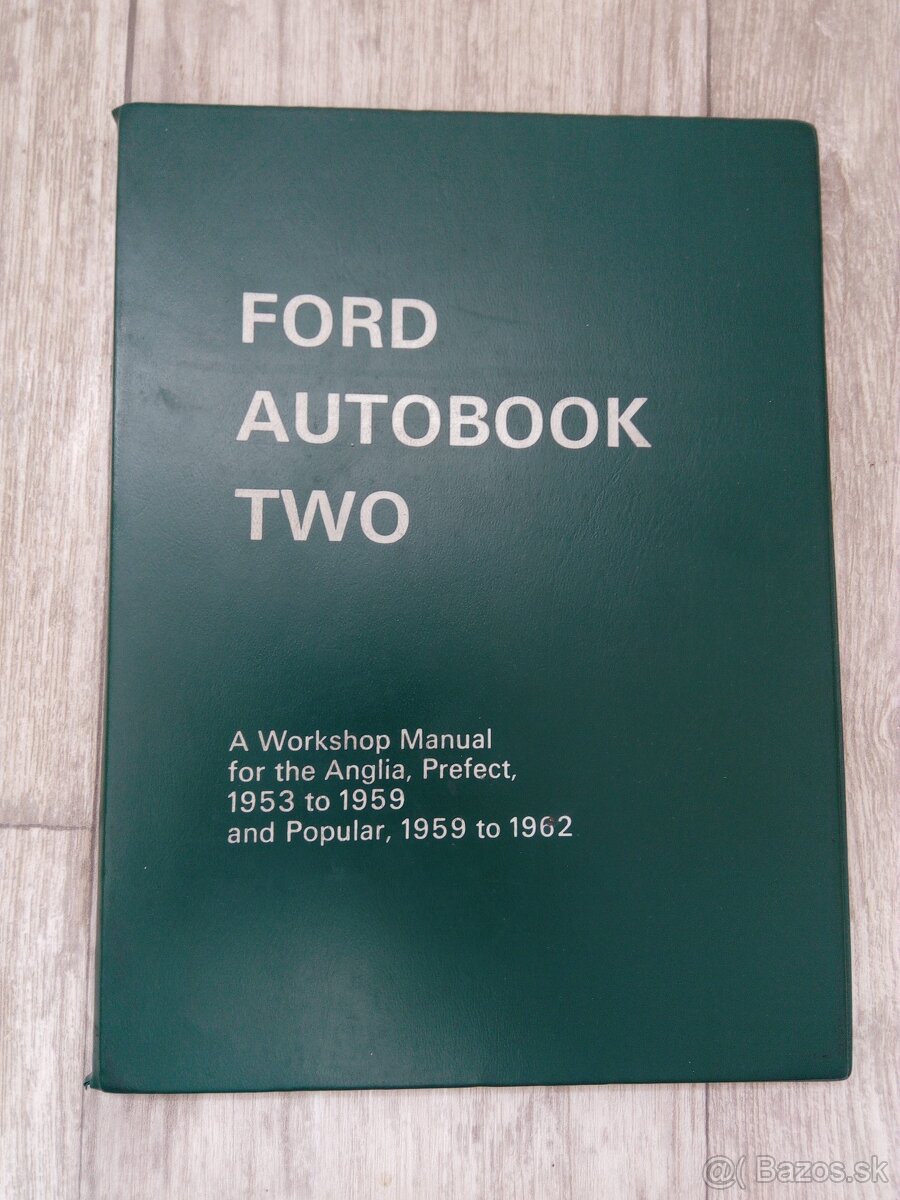 FORD
AUTOBOOK
TWO
A Workshop Manual
for the Anglia, Prefect,
1953 to 1959
and Popular, 1959 to 1962
@( Bazos.sk